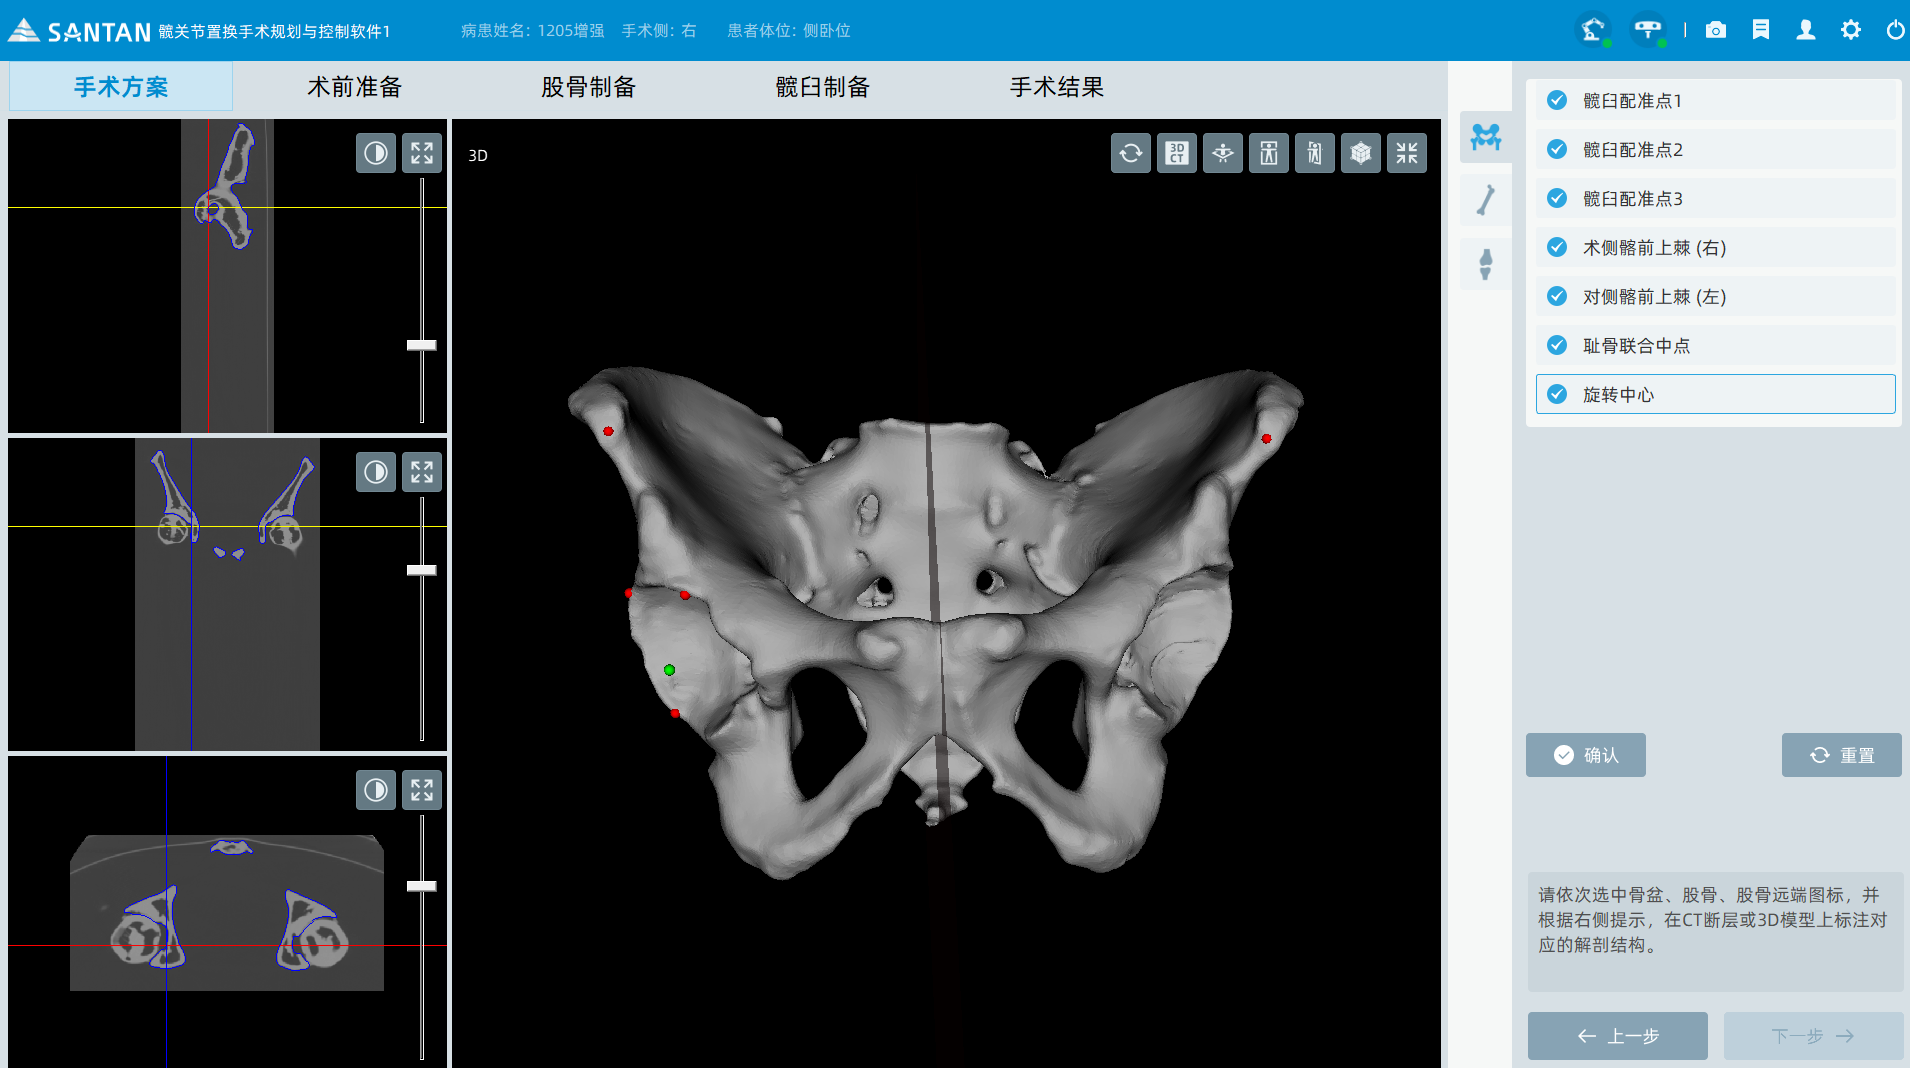 SANTAN 髋关节置换手术规划与控制软件1 病患姓名: 1205增强 手术侧: 右 患者体位: 侧卧位
手术方案 术前准备 股骨制备 髋臼制备 手术结果
3D
3D
CT
髋臼配准点1
髋臼配准点2
髋臼配准点3
术侧髂前上棘 (右)
对侧髂前上棘 (左)
耻骨联合中点
旋转中心
确认 重置
请依次选中骨盆、股骨、股骨远端图标，并
根据右侧提示，在CT断层或3D模型上标注对
应的解剖结构。
上一步 下一步